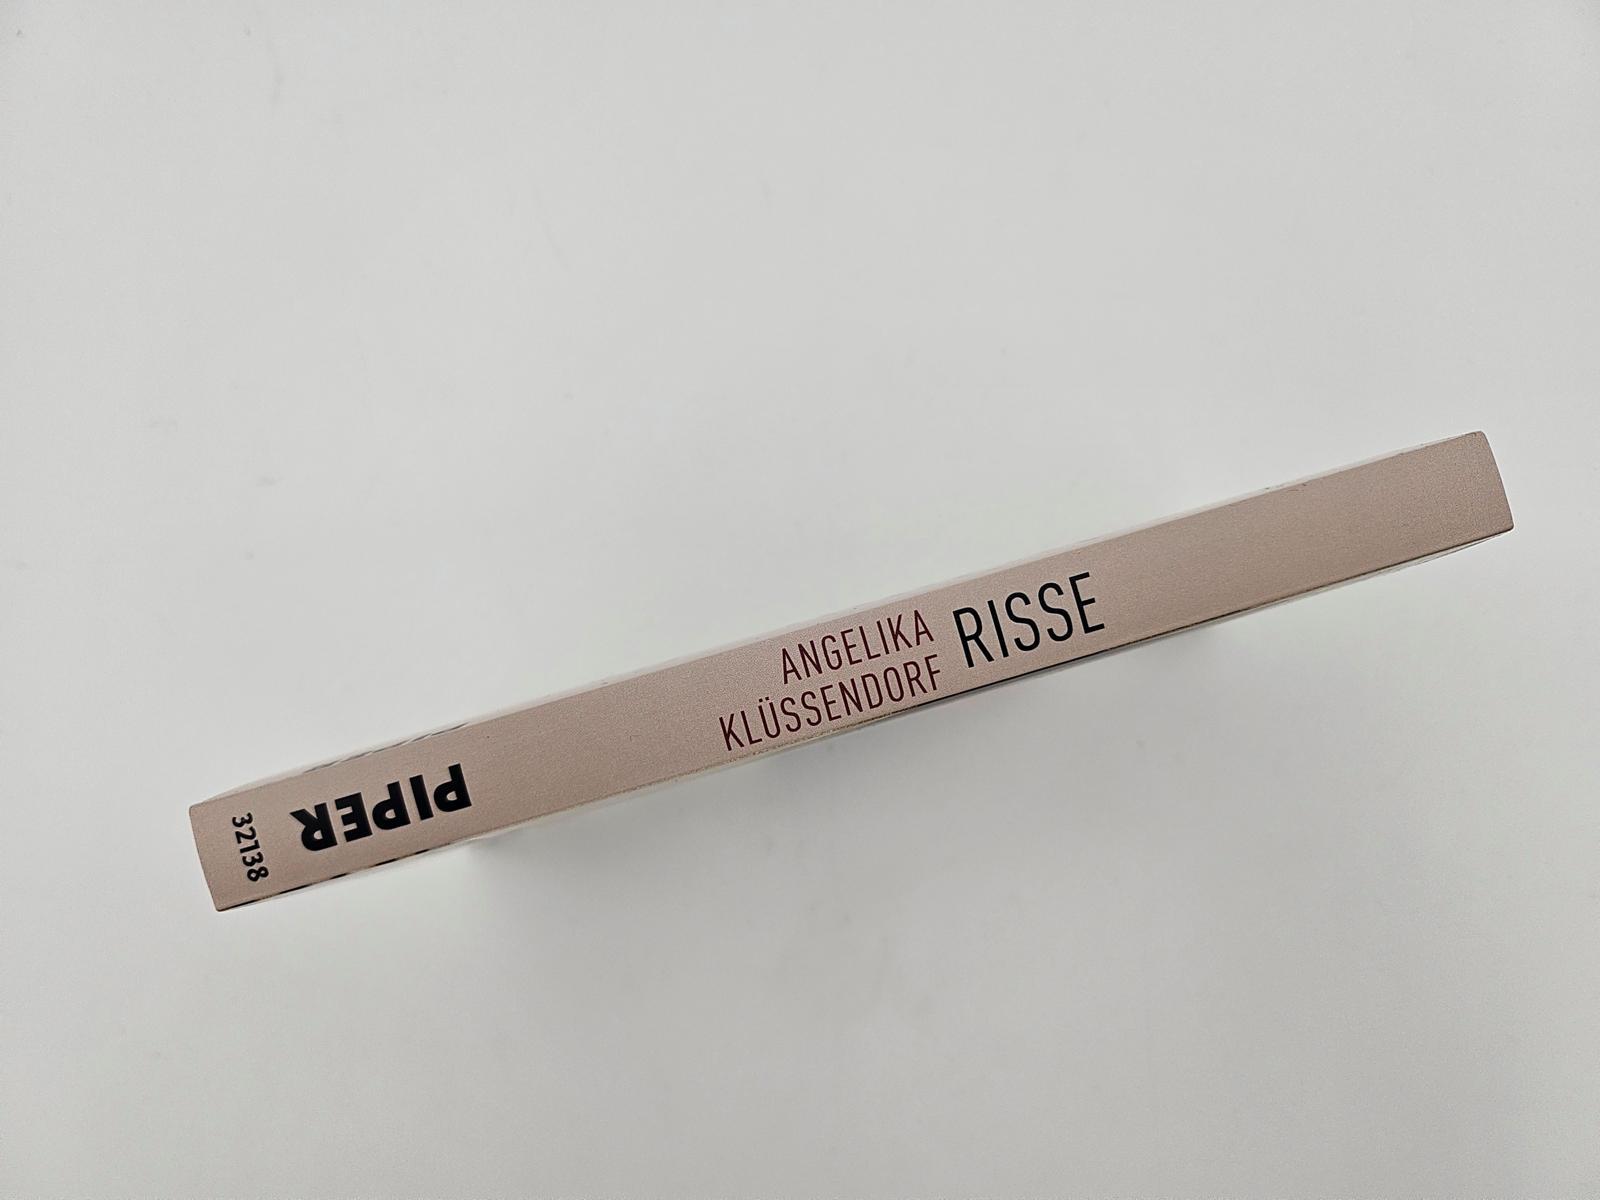 ANGELIKA
KLÜSSENDORF
RISSE
PIPER
32138